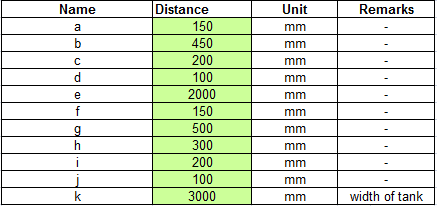 Name Distance Unit Remarks
a 150 mm -
b 450 mm -
c 200 mm -
d 100 mm -
e 2000 mm -
f 150 mm -
g 500 mm -
h 300 mm -
i 200 mm -
j 100 mm -
k 3000 mm width of tank